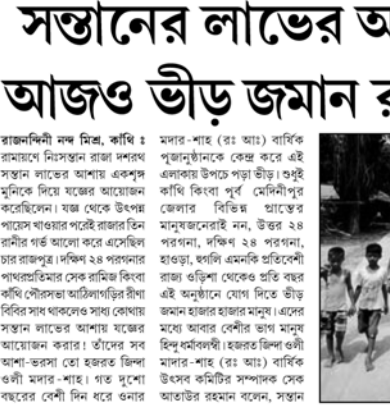 সন্তানের লাভের অ
আজও ভীড় জমান র
রাজনন্দিনী নন্দ মিশ্র, কাঁথি ঃ
রামায়ণে নিঃসন্তান রাজা দশরথ
সন্তান লাভের আশায় একশৃঙ্গ
মুনিকে দিয়ে যজ্ঞের আয়োজন
করেছিলেন। যজ্ঞ থেকে উৎপন্ন
পায়েস খাওয়ার পরেই রাজার তিন
রানীর গর্ভ আলো করে এসেছিল
চার রাজপুত্র। দক্ষিণ ২৪ পরগনার
পাথরপ্রতিমার সেক রামিজ কিংবা
কাঁথি পৌরসভা আঠিলাগড়ির রীণা
বিবির সাধ থাকলেও সাধ্য কোথায়
সন্তান লাভের আশায় যজ্ঞের
আয়োজন করার! তাঁদের সব
আশা-ভরসা তো হজরত জিন্দা
ওলী মদার-শাহ। গত দুশো
বছরের বেশী দিন ধরে ওনার
মদার-শাহ (রঃ আঃ) বার্ষিক
পূজানুষ্ঠানকে কেন্দ্র করে এই
এলাকায় উপচে পড়া ভীড়। শুধুই
কাঁথি কিংবা পূর্ব মেদিনীপুর
জেলার বিভিন্ন প্রান্তের
মানুষজনেরাই নন, উত্তর ২৪
পরগনা, দক্ষিণ ২৪ পরগনা,
হাওড়া, হুগলি এমনকি প্রতিবেশী
রাজ্য ওড়িশা থেকেও প্রতি বছর
এই অনুষ্ঠানে যোগ দিতে ভীড়
জমান হাজার হাজার মানুষ। এদের
মধ্যে আবার বেশীর ভাগ মানুষ
হিন্দু ধর্মাবলম্বী। হজরত জিন্দা ওলী
মাদার-শাহ (রঃ আঃ) বার্ষিক
উৎসব কমিটির সম্পাদক সেক
আতাউর রহমান বলেন, সন্তান